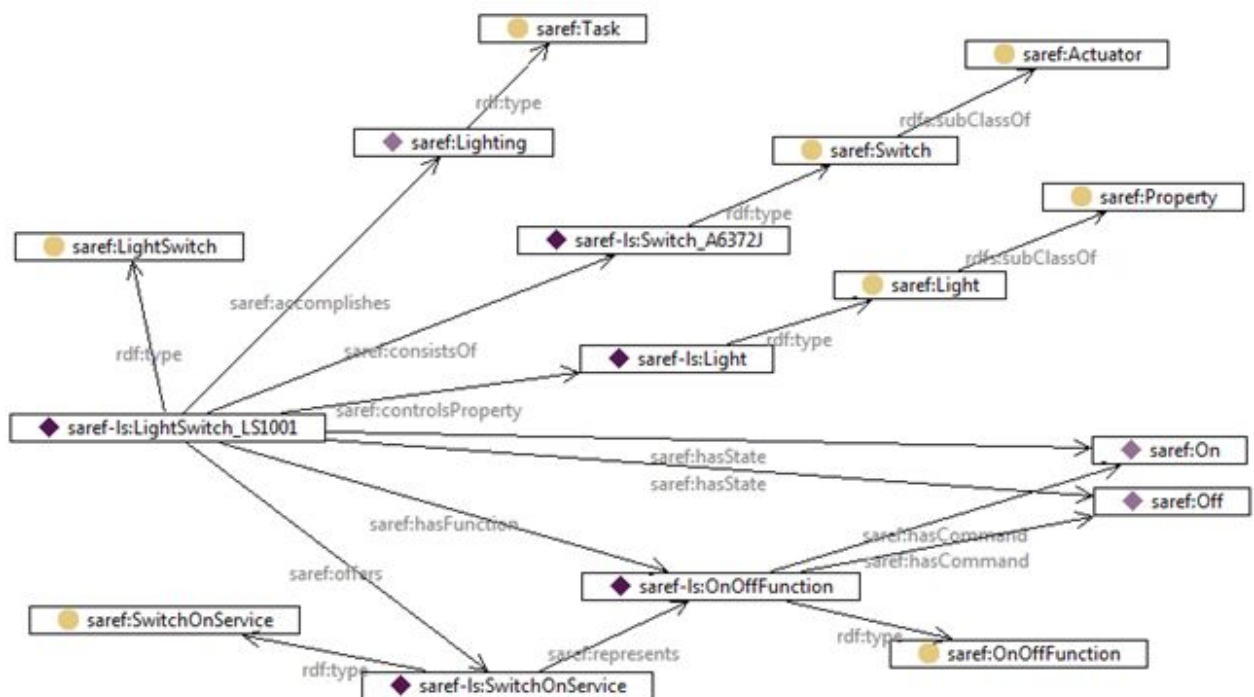 saref:Task
saref:Actuator
rdf:type
rdfs:subClassOf
saref:Lighting
saref:Switch
saref:Property
rdf:type
saref-ls:Switch_A6372J
saref:LightSwitch
rdfs:subClassOf
saref:Light
saref:accomplishes
rdf:type
saref:consistsOf
rdf:type
saref-ls:Light
saref:controlsProperty
saref-ls:LightSwitch_LS1001
saref:On
saref:hasState
saref:hasState
saref:Off
saref:hasFunction
saref:hasCommand
saref:hasCommand
saref:offers
saref-ls:OnOffFunction
saref:SwitchOnService
rdf:type
saref:represents
saref:OnOffFunction
rdf:type
saref-ls:SwitchOnService